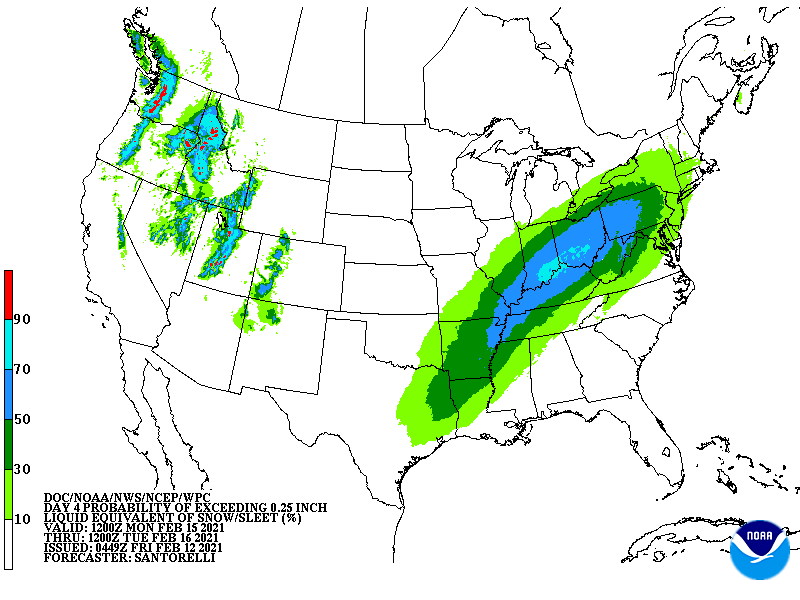 90
70
50
30
10
DOC/NOAA/NWS/NCEP/WPC
DAY 4 PROBABILITY OF EXCEEDING 0.25 INCH
LIQUID EQUIVALENT OF SNOW/SLEET (%)
VALID: 1200Z MON FEB 15 2021
THRU: 1200Z TUE FEB 16 2021
ISSUED: 0449Z FRI FEB 12 2021
FORECASTER: SANTORELLI
NOAA